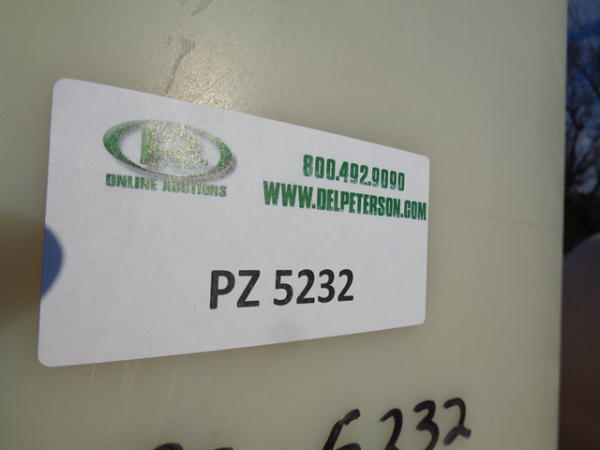 ONLINE AUCTIONS
800.492.9090
WWW.DELPETERSON.COM
PZ 5232
5232